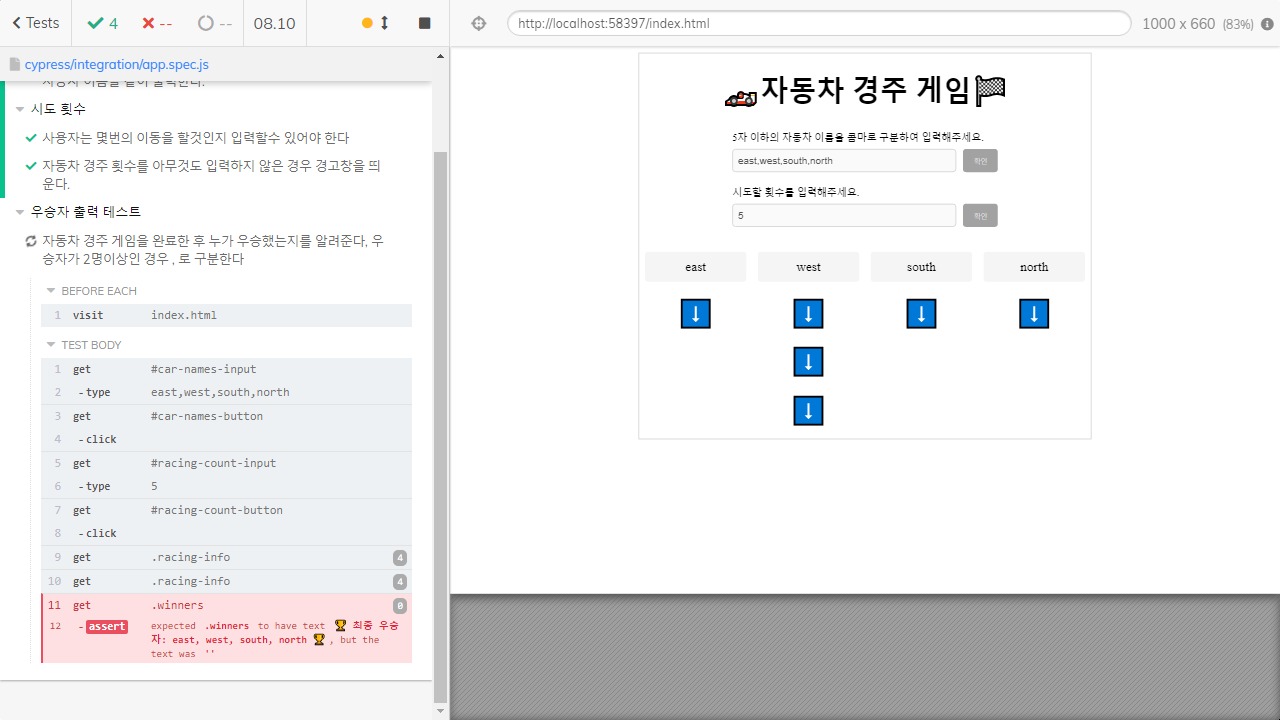 Tests
4
--
--
08.10
http://localhost:58397/index.html
1000 x 660 (83%)
cypress/integration/app.spec.js
사용자 이름을 같이 출력한다.
시도 횟수
사용자는 몇번의 이동을 할것인지 입력할수 있어야 한다
자동차 경주 횟수를 아무것도 입력하지 않은 경우 경고창을 띄
운다.
우승자 출력 테스트
자동차 경주 게임을 완료한 후 누가 우승했는지를 알려준다, 우
승자가 2명이상인 경우 , 로 구분한다
BEFORE EACH
1 visit index.html
TEST BODY
1 get #car-names-input
2 - type east,west,south,north
3 get #car-names-button
4 - click
5 get #racing-count-input
6 - type 5
7 get #racing-count-button
8 - click
9 get .racing-info 4
10 get .racing-info 4
11 get .winners 0
12 - assert expected .winners to have text 🏆 최종 우승
자: east, west, south, north 🏆 , but the
text was ''
🏎️자동차 경주 게임🏁
5자 이하의 자동차 이름을 콤마로 구분하여 입력해주세요.
east,west,south,north 확인
시도할 횟수를 입력해주세요.
5 확인
east west south north
⬇️ ⬇️ ⬇️ ⬇️
⬇️
⬇️